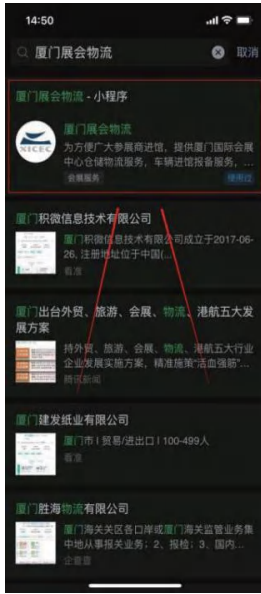 14:50
厦门展会物流
取消
厦门展会物流 - 小程序
厦门展会物流
为方便广大参展商进馆，提供厦门国际会展
中心仓储物流服务，车辆进馆报备服务，...
会展服务
使用过
XICEC
厦门积微信息技术有限公司
厦门积微信息技术有限公司成立于2017-06-
26, 注册地址位于中国(...
看准
厦门出台外贸、旅游、会展、物流、港航五大发
展方案
持外贸、旅游、会展、物流、港航五大行业
企业发展实施方案，精准施策“活血强筋”...
腾讯新闻
厦门建发纸业有限公司
厦门市 I 贸易/进出口 I 100-499人
看准
厦门胜海物流有限公司
厦门海关关区各口岸或厦门海关监管业务集
中地从事报关业务；2、报检；3、国内...
企查查